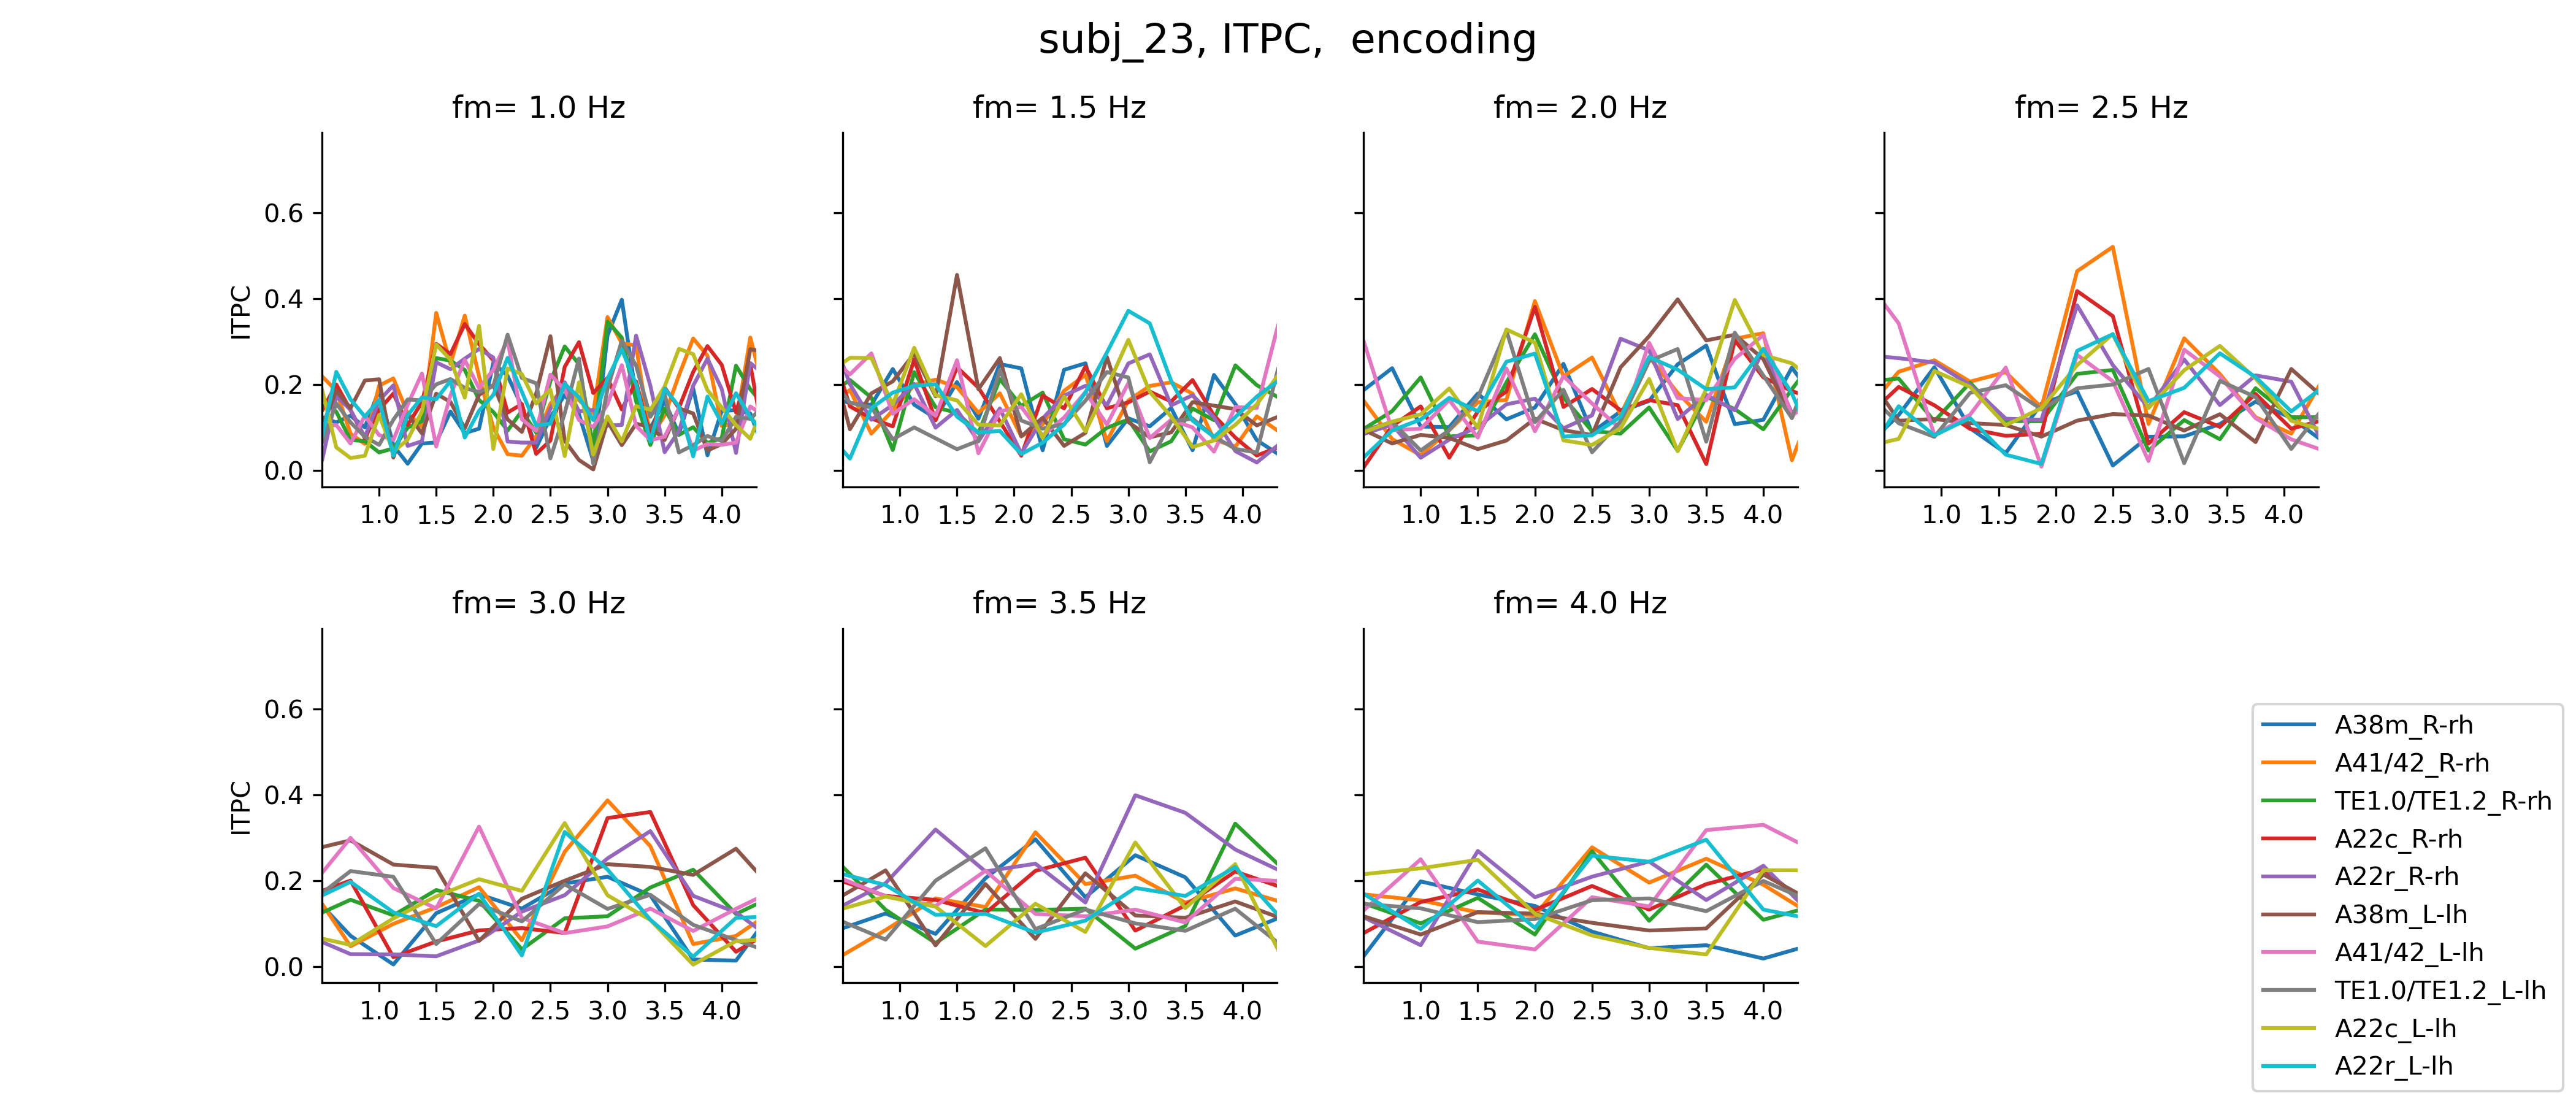 subj_23, ITPC,  encoding
fm= 1.0 Hz
fm= 1.5 Hz
fm= 2.0 Hz
fm= 2.5 Hz
ITPC
0.6
0.4
0.2
0.0
1.0 1.5 2.0 2.5 3.0 3.5 4.0
1.0 1.5 2.0 2.5 3.0 3.5 4.0
1.0 1.5 2.0 2.5 3.0 3.5 4.0
1.0 1.5 2.0 2.5 3.0 3.5 4.0
fm= 3.0 Hz
fm= 3.5 Hz
fm= 4.0 Hz
ITPC
0.6
0.4
0.2
0.0
1.0 1.5 2.0 2.5 3.0 3.5 4.0
1.0 1.5 2.0 2.5 3.0 3.5 4.0
1.0 1.5 2.0 2.5 3.0 3.5 4.0
A38m_R-rh
A41/42_R-rh
TE1.0/TE1.2_R-rh
A22c_R-rh
A22r_R-rh
A38m_L-lh
A41/42_L-lh
TE1.0/TE1.2_L-lh
A22c_L-lh
A22r_L-lh